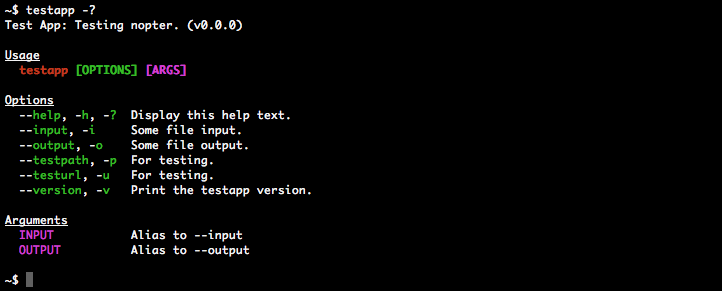 ~$ testapp -?
Test App: Testing nopter. (v0.0.0)
Usage
testapp [OPTIONS] [ARGS]
Options
--help, -h, -? Display this help text.
--input, -i Some file input.
--output, -o Some file output.
--testpath, -p For testing.
--testurl, -u For testing.
--version, -v Print the testapp version.
Arguments
INPUT Alias to --input
OUTPUT Alias to --output
~$